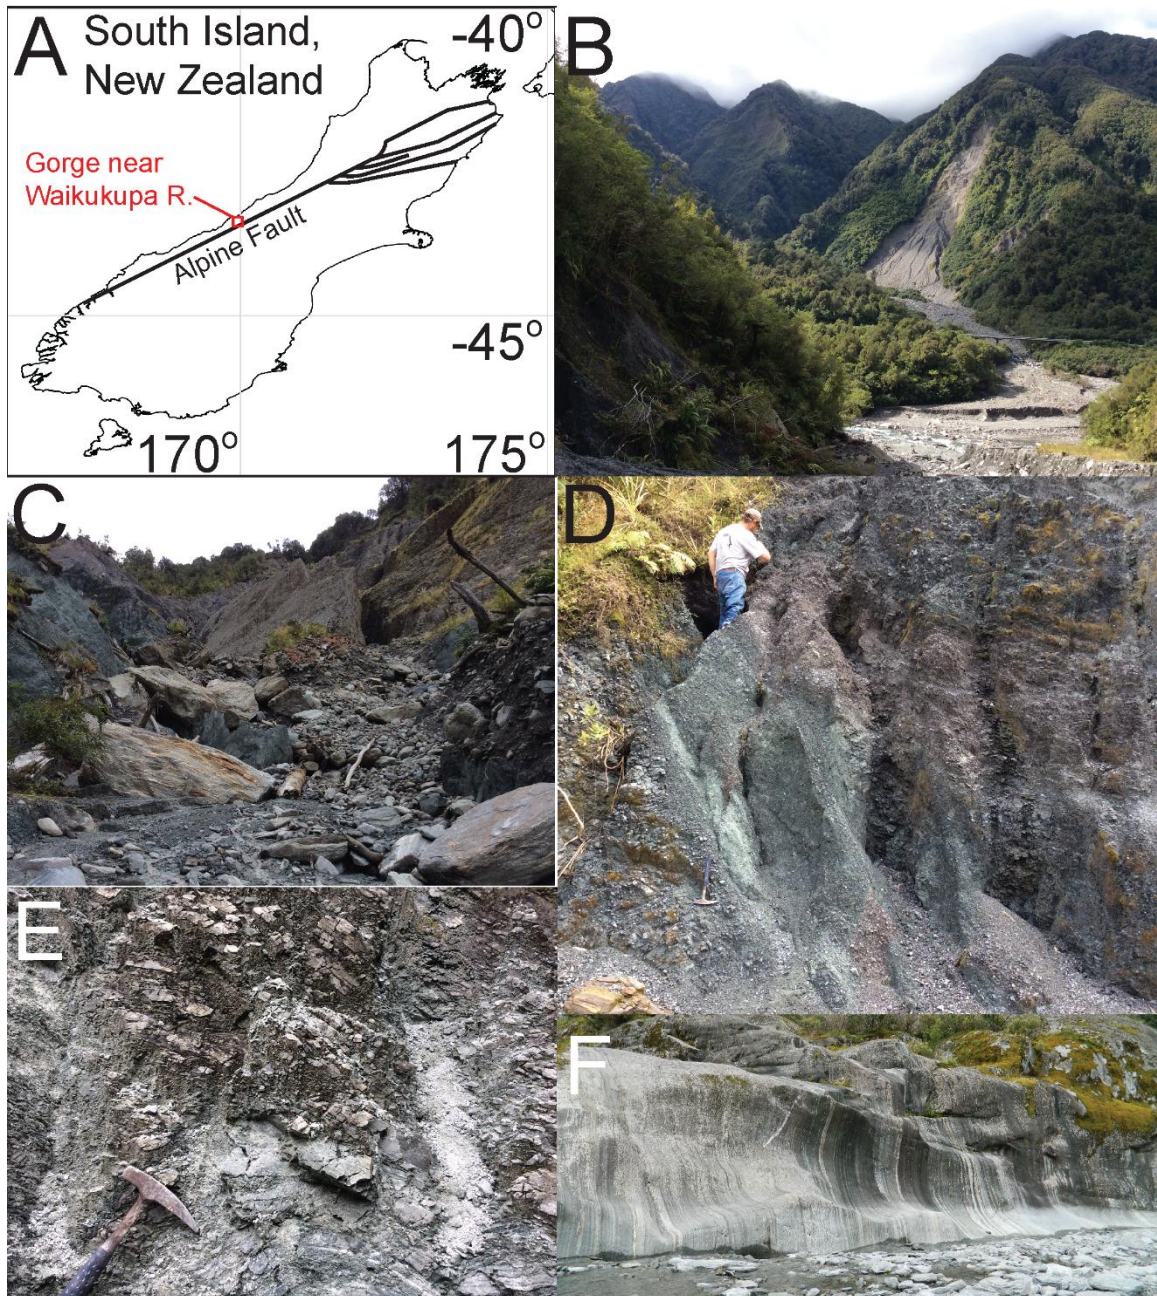 A
South Island,
New Zealand
-40°
Gorge near
Waikukupa R.
Alpine Fault
-45°
170°
175°
B
C
D
E
F